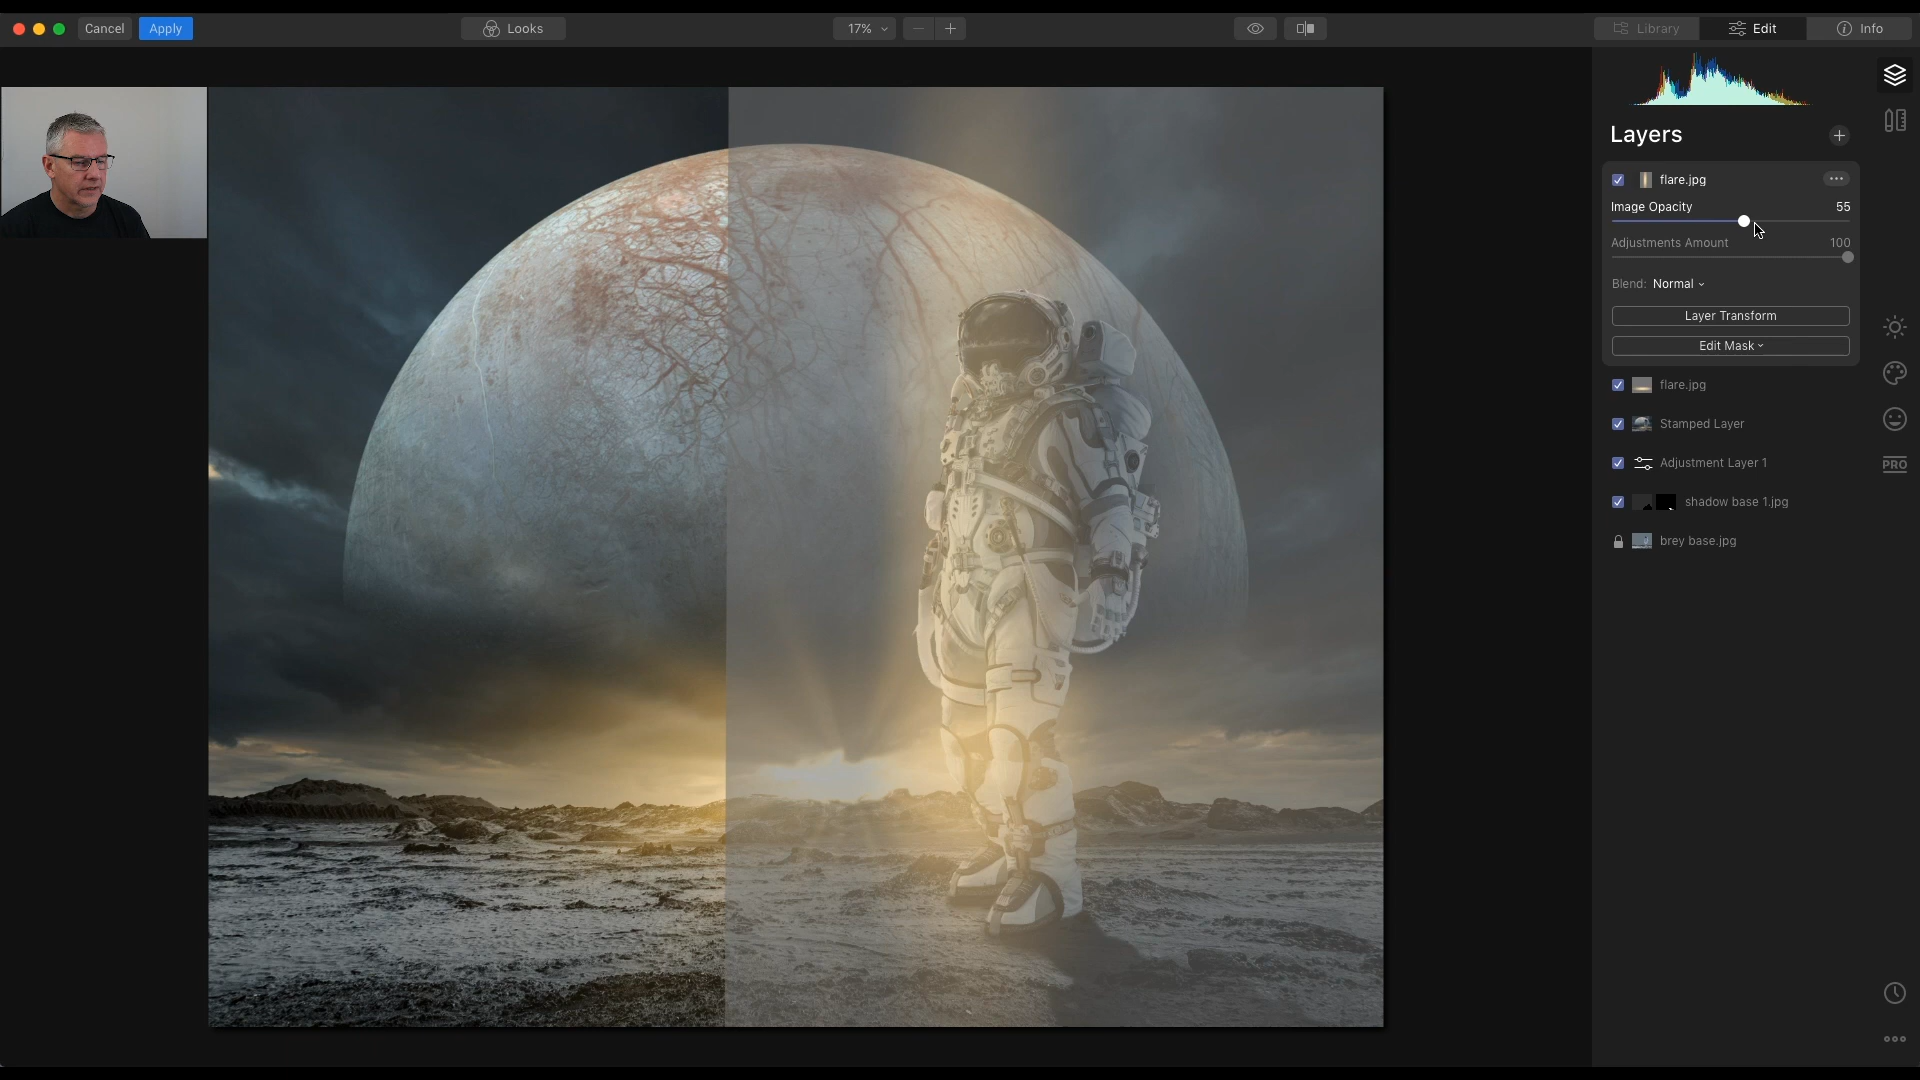 Cancel Apply Looks 17% Library Edit Info
Layers
flare.jpg
Image Opacity 55
Adjustments Amount 100
Blend: Normal
Layer Transform
Edit Mask
flare.jpg
Stamped Layer
Adjustment Layer 1
shadow base 1.jpg
brey base.jpg
PRO